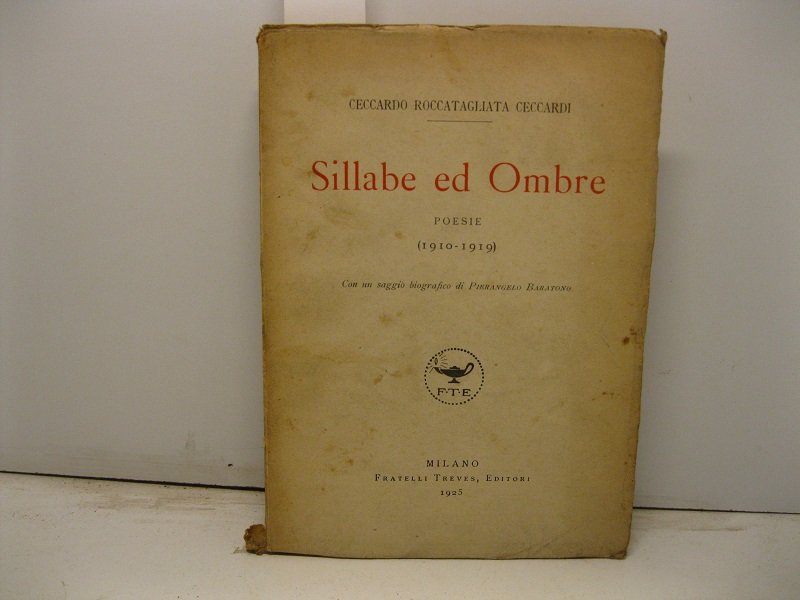 CECCARDO ROCCATAGLIATA CECCARDI
Sillabe ed Ombre
POESIE
(1910-1919)
Con un saggio biografico di PIERANGELO BARATONO.
F·T·E
MILANO
FRATELLI TREVES, EDITORI
1925